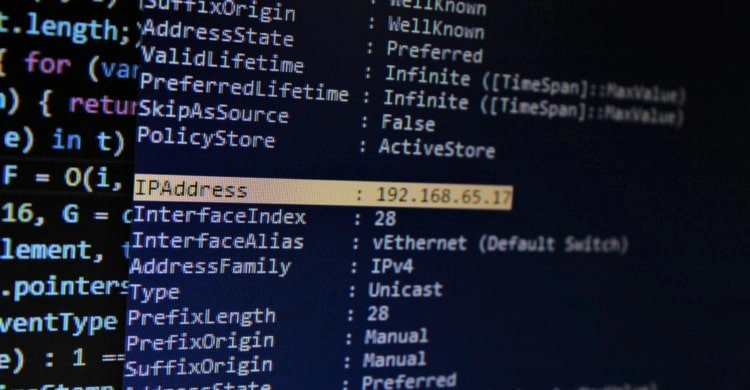 SuffixOrigin : WellKnown
AddressState : WellKnown
ValidLifetime : Preferred
PreferredLifetime : Infinite ([TimeSpan]::MaxValue)
SkipAsSource : Infinite ([TimeSpan]::MaxValue)
PolicyStore : False
: ActiveStore
IPAddress : 192.168.65.17
InterfaceIndex : 28
InterfaceAlias : vEthernet (Default Switch)
AddressFamily : IPv4
Type : Unicast
PrefixLength : 28
PrefixOrigin : Manual
SuffixOrigin : Manual
AddressState : Preferred
t.length;
{ for (var
) { retur
e) in t)
F = O(i,
16, G =
lement,
.pointers
ventType
e) : 1 ==